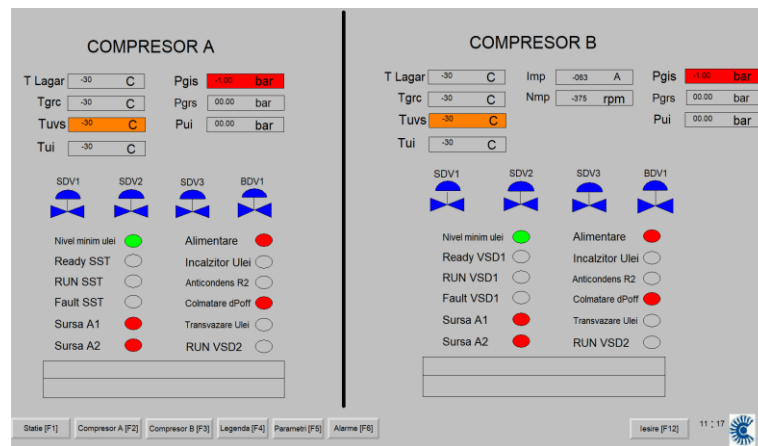 COMPRESOR A
T Lagar -30 C Pgis -1.00 bar
Tgrc -30 C Pgrs 00.00 bar
Tuvs -30 C Pui 00.00 bar
Tui -30 C
SDV1 SDV2 SDV3 BDV1
Nivel minim ulei Alimentare
Ready SST Incalzitor Ulei
RUN SST Anticondens R2
Fault SST Colmatare dPoff
Sursa A1 Transvazare Ulei
Sursa A2 RUN VSD2
COMPRESOR B
T Lagar -30 C Imp -063 A Pgis -1.00 bar
Tgrc -30 C Nmp -375 rpm Pgrs 00.00 bar
Tuvs -30 C Pui 00.00 bar
Tui -30 C
SDV1 SDV2 SDV3 BDV1
Nivel minim ulei Alimentare
Ready VSD1 Incalzitor Ulei
RUN VSD1 Anticondens R2
Fault VSD1 Colmatare dPoff
Sursa A1 Transvazare Ulei
Sursa A2 RUN VSD2
Statie [F1] Compresor A [F2] Compresor B [F3] Legenda [F4] Parametri [F5] Alarme [F6] Iesire [F12] 11 : 17